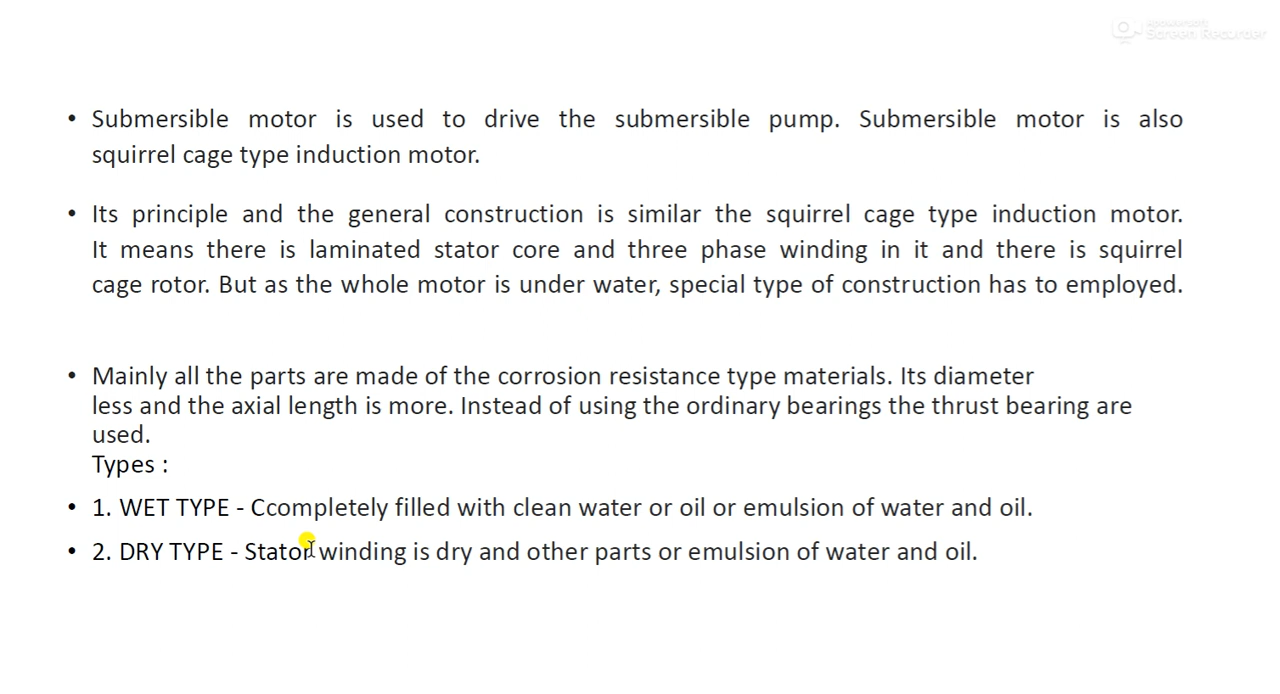 Screen Recorder
• Submersible motor is used to drive the submersible pump. Submersible motor is also
squirrel cage type induction motor.
• Its principle and the general construction is similar the squirrel cage type induction motor.
It means there is laminated stator core and three phase winding in it and there is squirrel
cage rotor. But as the whole motor is under water, special type of construction has to employed.
• Mainly all the parts are made of the corrosion resistance type materials. Its diameter
less and the axial length is more. Instead of using the ordinary bearings the thrust bearing are
used.
Types :
• 1. WET TYPE - Ccompletely filled with clean water or oil or emulsion of water and oil.
• 2. DRY TYPE - Stator winding is dry and other parts or emulsion of water and oil.